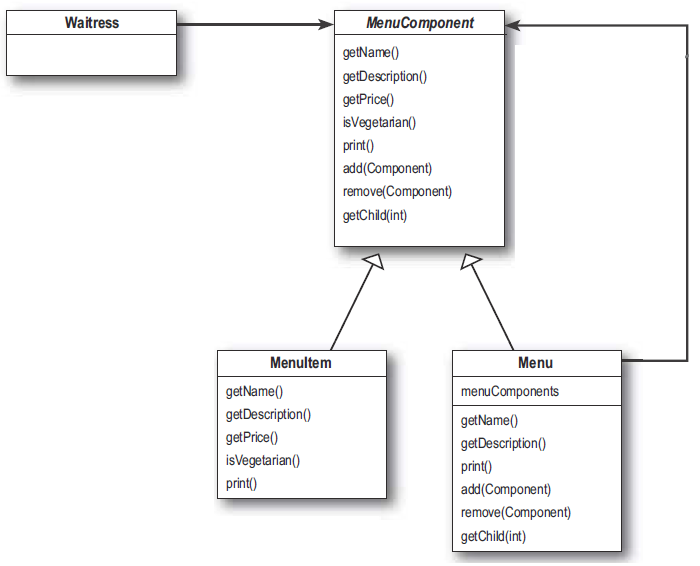 Waitress
MenuComponent
getName()
getDescription()
getPrice()
isVegetarian()
print()
add(Component)
remove(Component)
getChild(int)
MenuItem
getName()
getDescription()
getPrice()
isVegetarian()
print()
Menu
menuComponents
getName()
getDescription()
print()
add(Component)
remove(Component)
getChild(int)